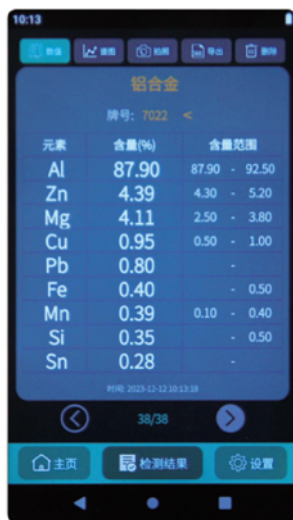 10:13
数值 谱图 拍照 导出 删除
铝合金
牌号: 7022 <
元素 含量(%) 含量范围
Al 87.90 87.90 - 92.50
Zn 4.39 4.30 - 5.20
Mg 4.11 2.50 - 3.80
Cu 0.95 0.50 - 1.00
Pb 0.80 -
Fe 0.40 - 0.50
Mn 0.39 0.10 - 0.40
Si 0.35 - 0.50
Sn 0.28 -
时间: 2023-12-12 10:13:18
38/38
主页 检测结果 设置